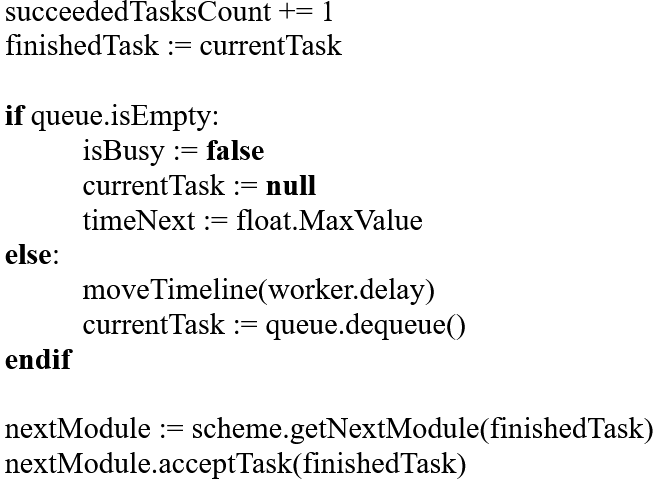 succeededTasksCount += 1
finishedTask := currentTask
if queue.isEmpty:
isBusy := false
currentTask := null
timeNext := float.MaxValue
else:
moveTimeline(worker.delay)
currentTask := queue.dequeue()
endif
nextModule := scheme.getNextModule(finishedTask)
nextModule.acceptTask(finishedTask)